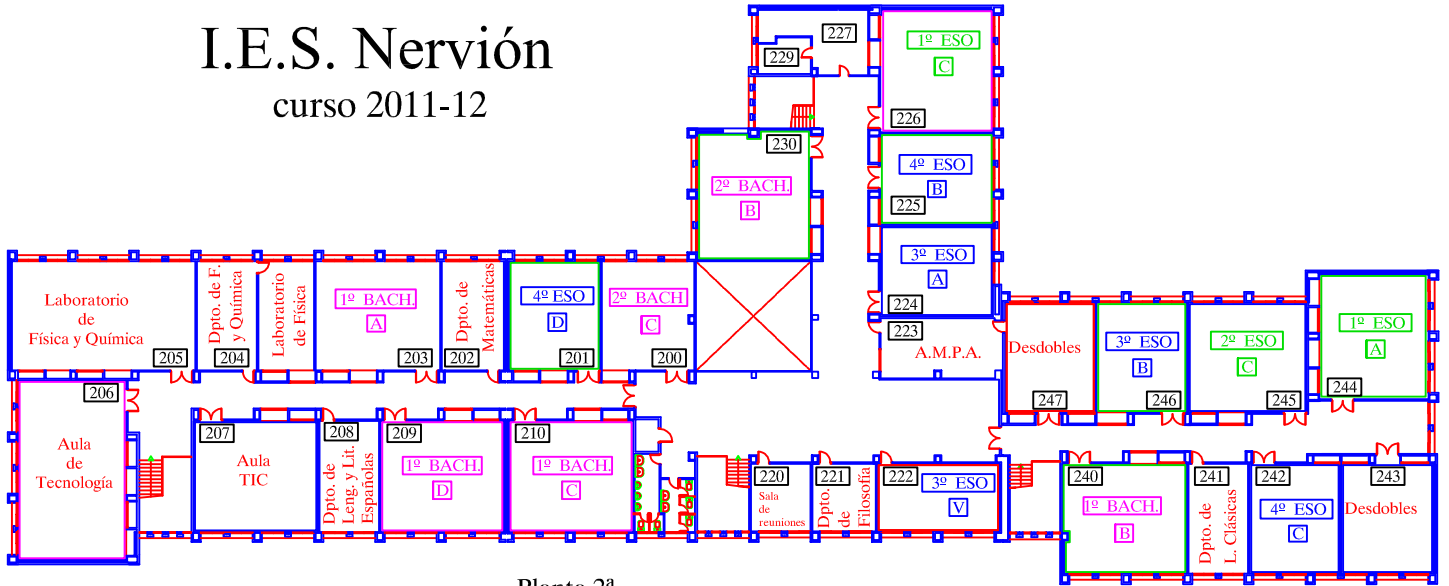 I.E.S. Nervión
curso 2011-12
227
229
1º ESO
C
226
230
2º BACH.
B
4º ESO
B
225
3º ESO
A
224
223
A.M.P.A.
Laboratorio
de
Física y Química
205
Dpto. de F.
y Química
204
Laboratorio
de Física
1º BACH.
A
203
Dpto. de
Matemáticas
202
4º ESO
D
201
2º BACH
C
200
Desdobles
247
3º ESO
B
246
2º ESO
C
245
1º ESO
A
244
206
Aula
de
Tecnología
207
Aula
TIC
208
Dpto. de
Leng. y Lit.
Españolas
209
1º BACH.
D
210
1º BACH.
C
220
Sala
de
reuniones
221
Dpto.
de
Filosofía
222
3º ESO
V
240
1º BACH.
B
241
Dpto. de
L. Clásicas
242
4º ESO
C
243
Desdobles
Planta 2ª